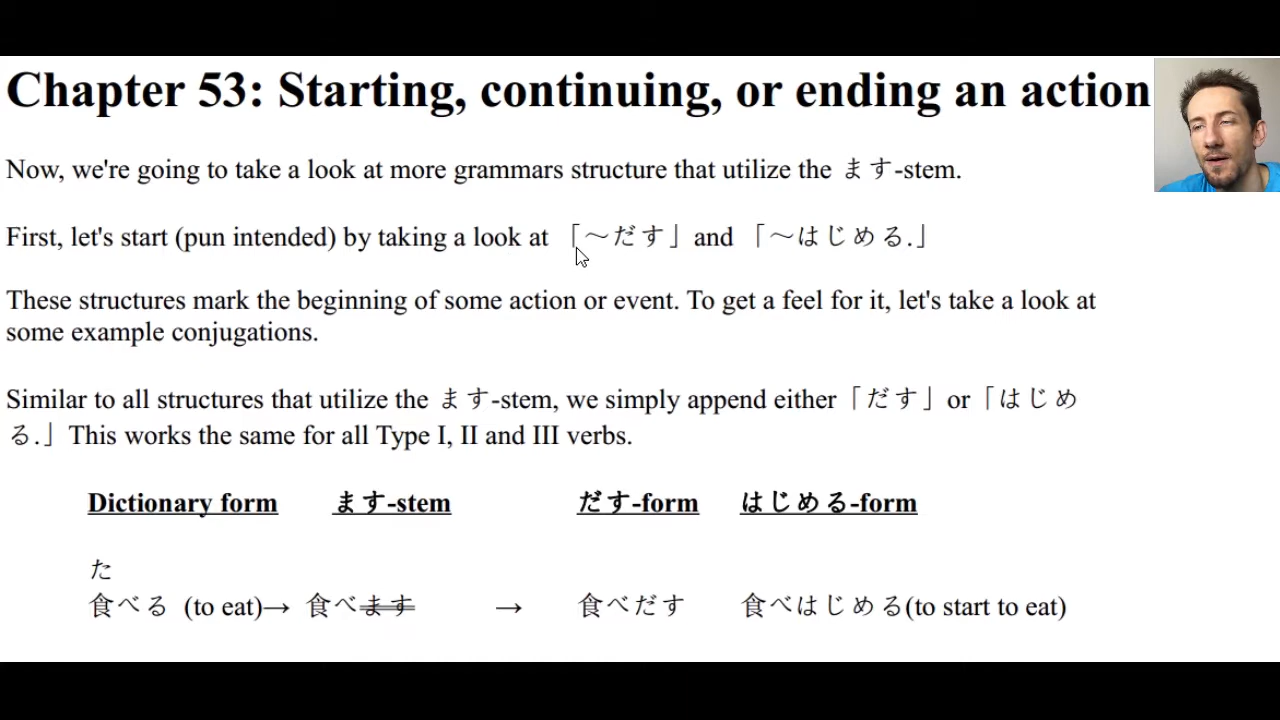 Chapter 53: Starting, continuing, or ending an action
Now, we're going to take a look at more grammars structure that utilize the ます-stem.
First, let's start (pun intended) by taking a look at 「～だす」 and 「～はじめる.」
These structures mark the beginning of some action or event. To get a feel for it, let's take a look at
some example conjugations.
Similar to all structures that utilize the ます-stem, we simply append either「だす」or「はじめ
る.」This works the same for all Type I, II and III verbs.
Dictionary form ます-stem だす-form はじめる-form
た
食べる (to eat)→ 食べます → 食べだす 食べはじめる(to start to eat)